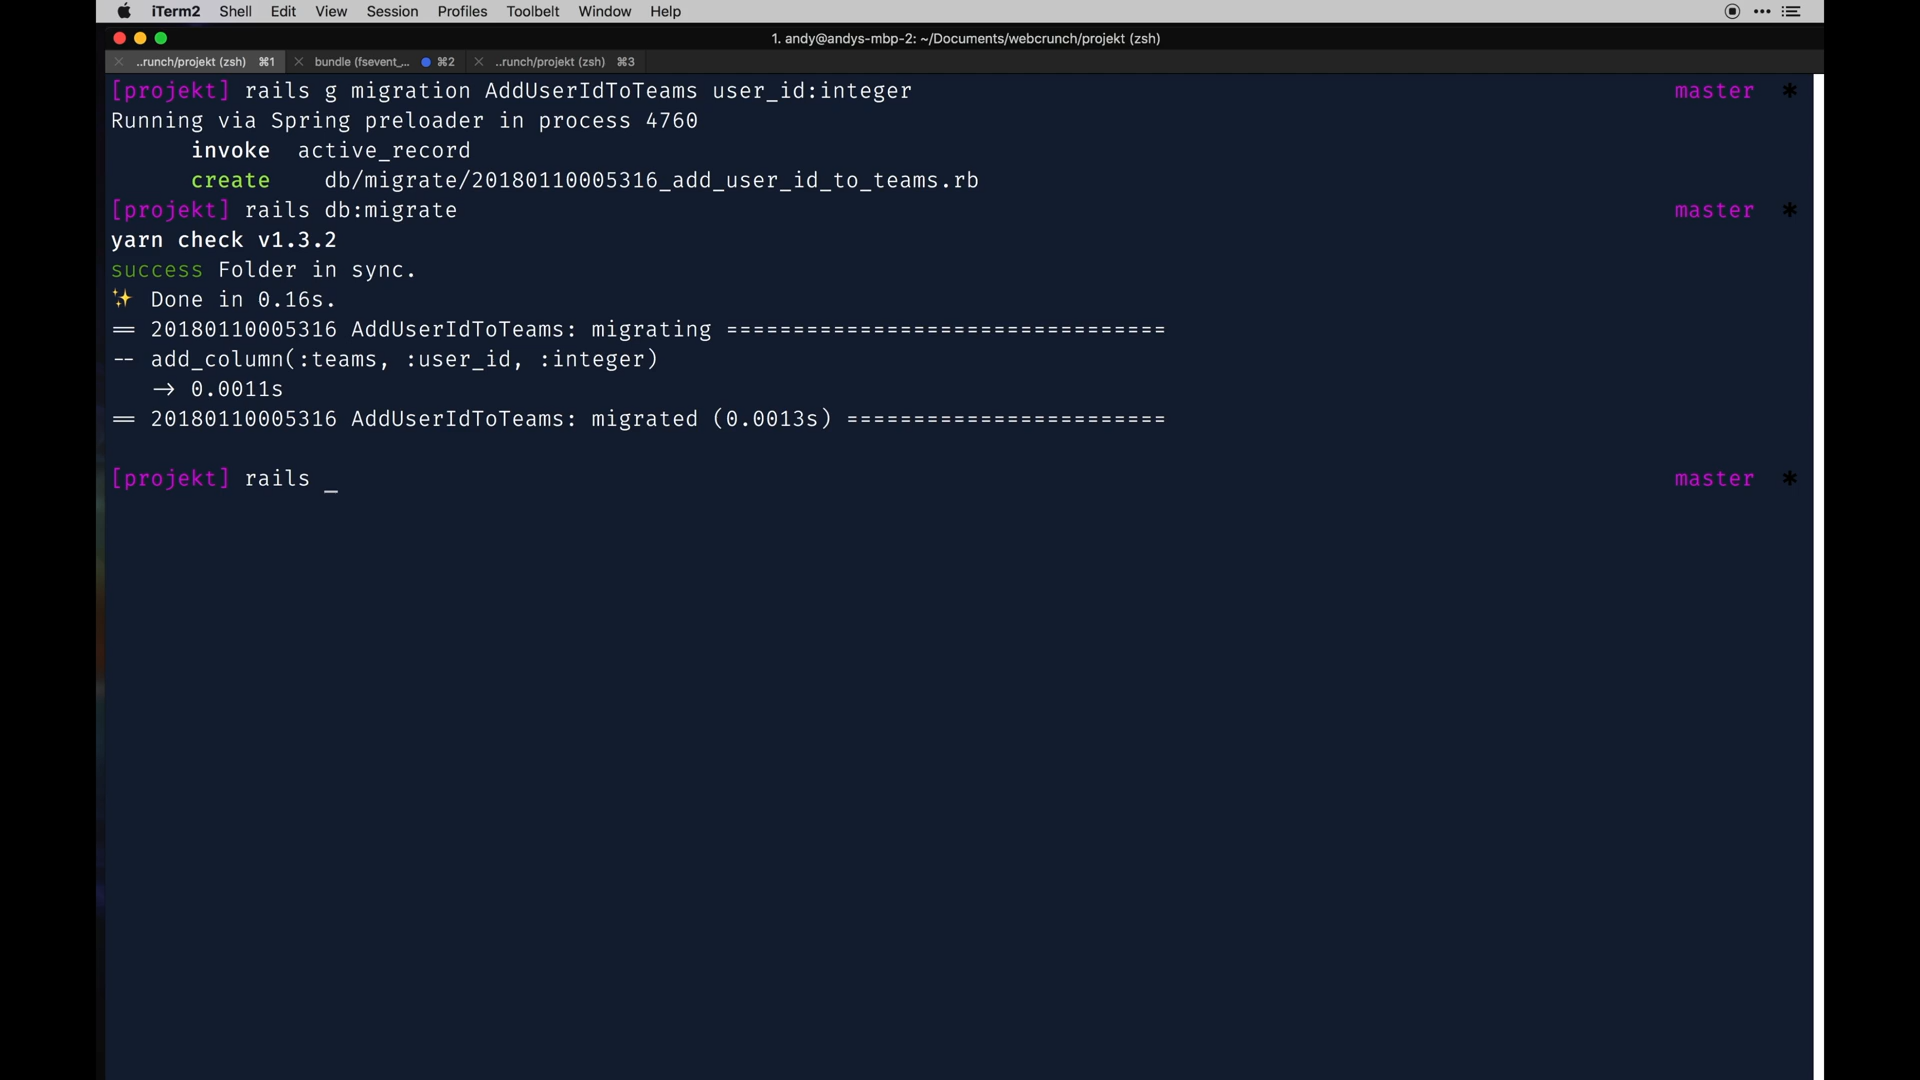 iTerm2 Shell Edit View Session Profiles Toolbelt Window Help
1. andy@andys-mbp-2: ~/Documents/webcrunch/projekt (zsh)
..runch/projekt (zsh) ⌘1 bundle (fsevent_... ⌘2 ..runch/projekt (zsh) ⌘3
[projekt] rails g migration AddUserIdToTeams user_id:integer master *
Running via Spring preloader in process 4760
invoke active_record
create db/migrate/20180110005316_add_user_id_to_teams.rb
[projekt] rails db:migrate master *
yarn check v1.3.2
success Folder in sync.
✨ Done in 0.16s.
== 20180110005316 AddUserIdToTeams: migrating =================================
-- add_column(:teams, :user_id, :integer)
-> 0.0011s
== 20180110005316 AddUserIdToTeams: migrated (0.0013s) ========================
[projekt] rails _ master *